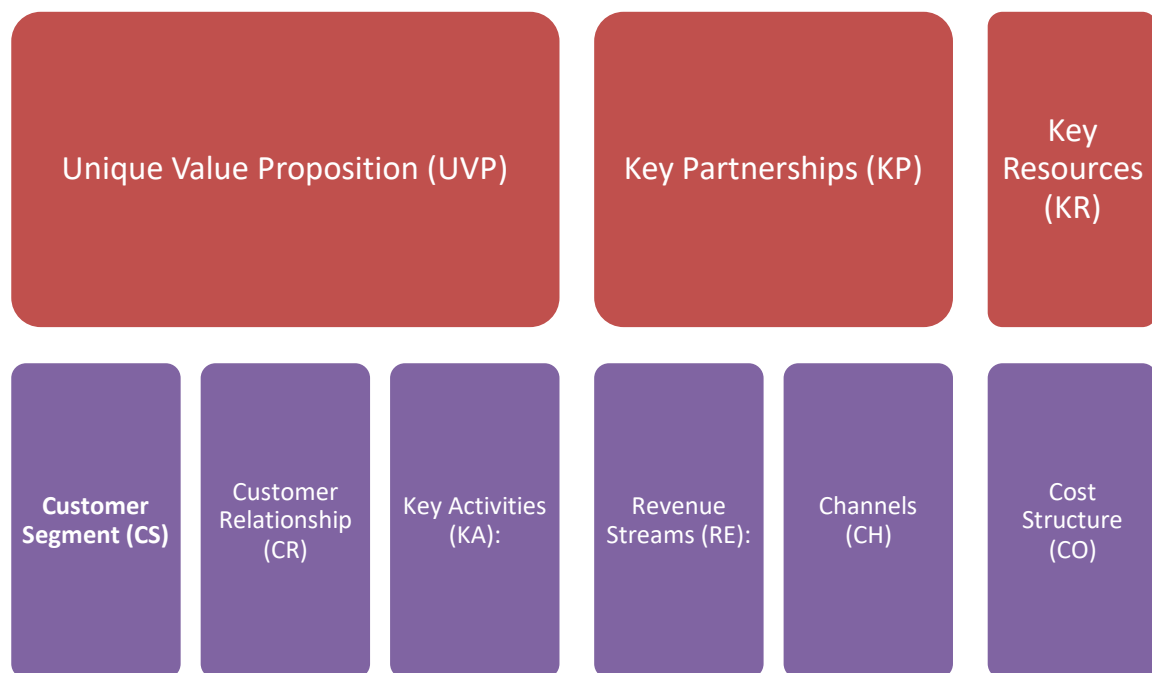 Unique Value Proposition (UVP)
Key Partnerships (KP)
Key
Resources
(KR)
Customer
Segment (CS)
Customer
Relationship
(CR)
Key Activities
(KA):
Revenue
Streams (RE):
Channels
(CH)
Cost
Structure
(CO)